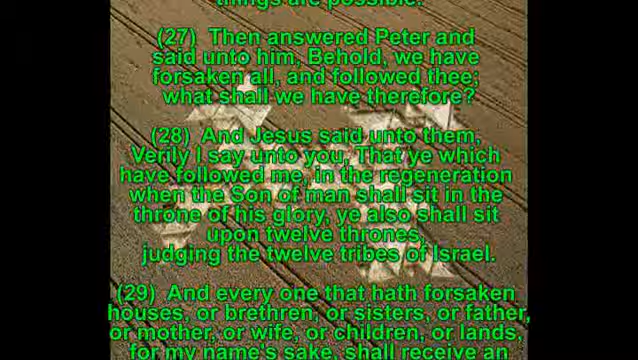 things are possible.
(27) Then answered Peter and
said unto him, Behold, we have
forsaken all, and followed thee;
what shall we have therefore?
(28) And Jesus said unto them,
Verily I say unto you, That ye which
have followed me, in the regeneration
when the Son of man shall sit in the
throne of his glory, ye also shall sit
upon twelve thrones,
judging the twelve tribes of Israel.
(29) And every one that hath forsaken
houses, or brethren, or sisters, or father,
or mother, or wife, or children, or lands,
for my name's sake, shall receive an